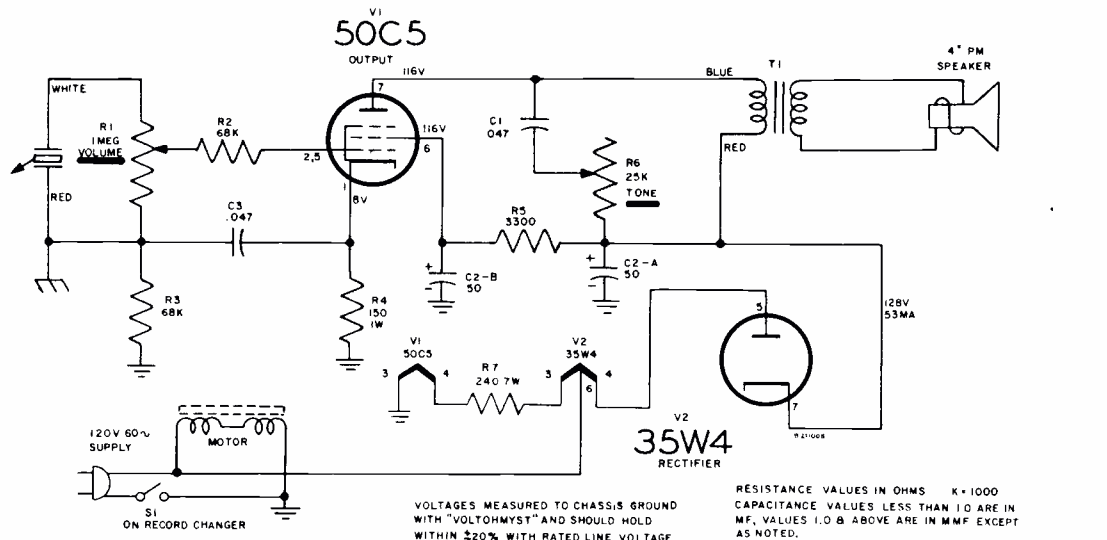 V1
50C5
OUTPUT
4" PM
SPEAKER
116V
BLUE
T1
7
WHITE
R1
1MEG
VOLUME
R2
68K
116V
6
2,5
C1
.047
RED
R6
25K
TONE
RED
1
8V
C3
.047
R5
3300
+
C2-B
50
-
+
C2-A
50
-
R3
68K
R4
150
1W
128V
53MA
5
V1
50C5
V2
35W4
3
4
R7
240 7W
3
4
6
7
V2
35W4
RECTIFIER
120V 60~
SUPPLY
MOTOR
S1
ON RECORD CHANGER
VOLTAGES MEASURED TO CHASSIS GROUND
WITH "VOLTOHMYST" AND SHOULD HOLD
WITHIN ±20% WITH RATED LINE VOLTAGE
RESISTANCE VALUES IN OHMS K=1000
CAPACITANCE VALUES LESS THAN 1.0 ARE IN
MF, VALUES 1.0 & ABOVE ARE IN MMF EXCEPT
AS NOTED.